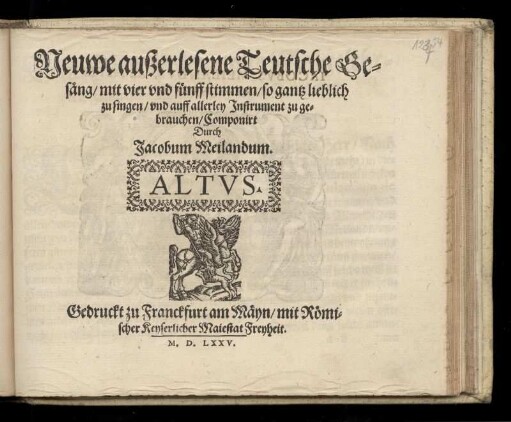 Neuwe außerlesene Teutsche Ge-
säng/ mit vier vnd fünff stimmen/ so gantz lieblich
zu singen/ vnd auff allerley Instrument zu ge-
brauchen/ Componirt
Durch
Jacobum Meilandum.
ALTVS.
Gedruckt zu Franckfurt am Mäyn/ mit Römi-
scher Keyserlicher Maiestat Freyheit.
M. D. LXXV.